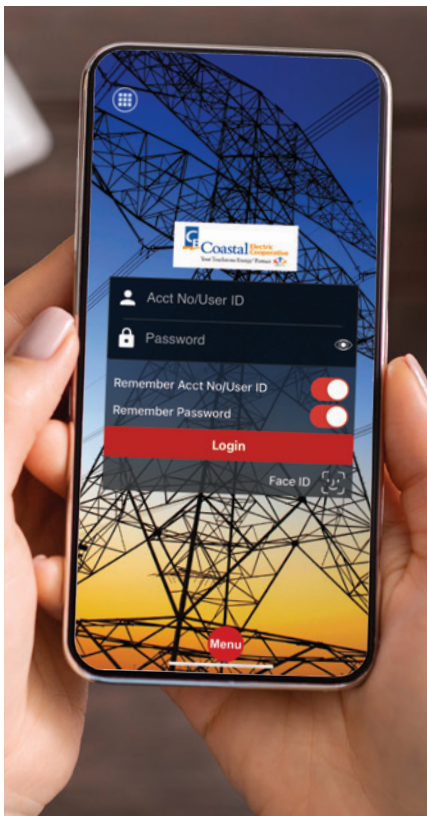 Coastal Electric Cooperative
Your Touchstone Energy® Partner
Acct No/User ID
Password
Remember Acct No/User ID
Remember Password
Login
Face ID
Menu